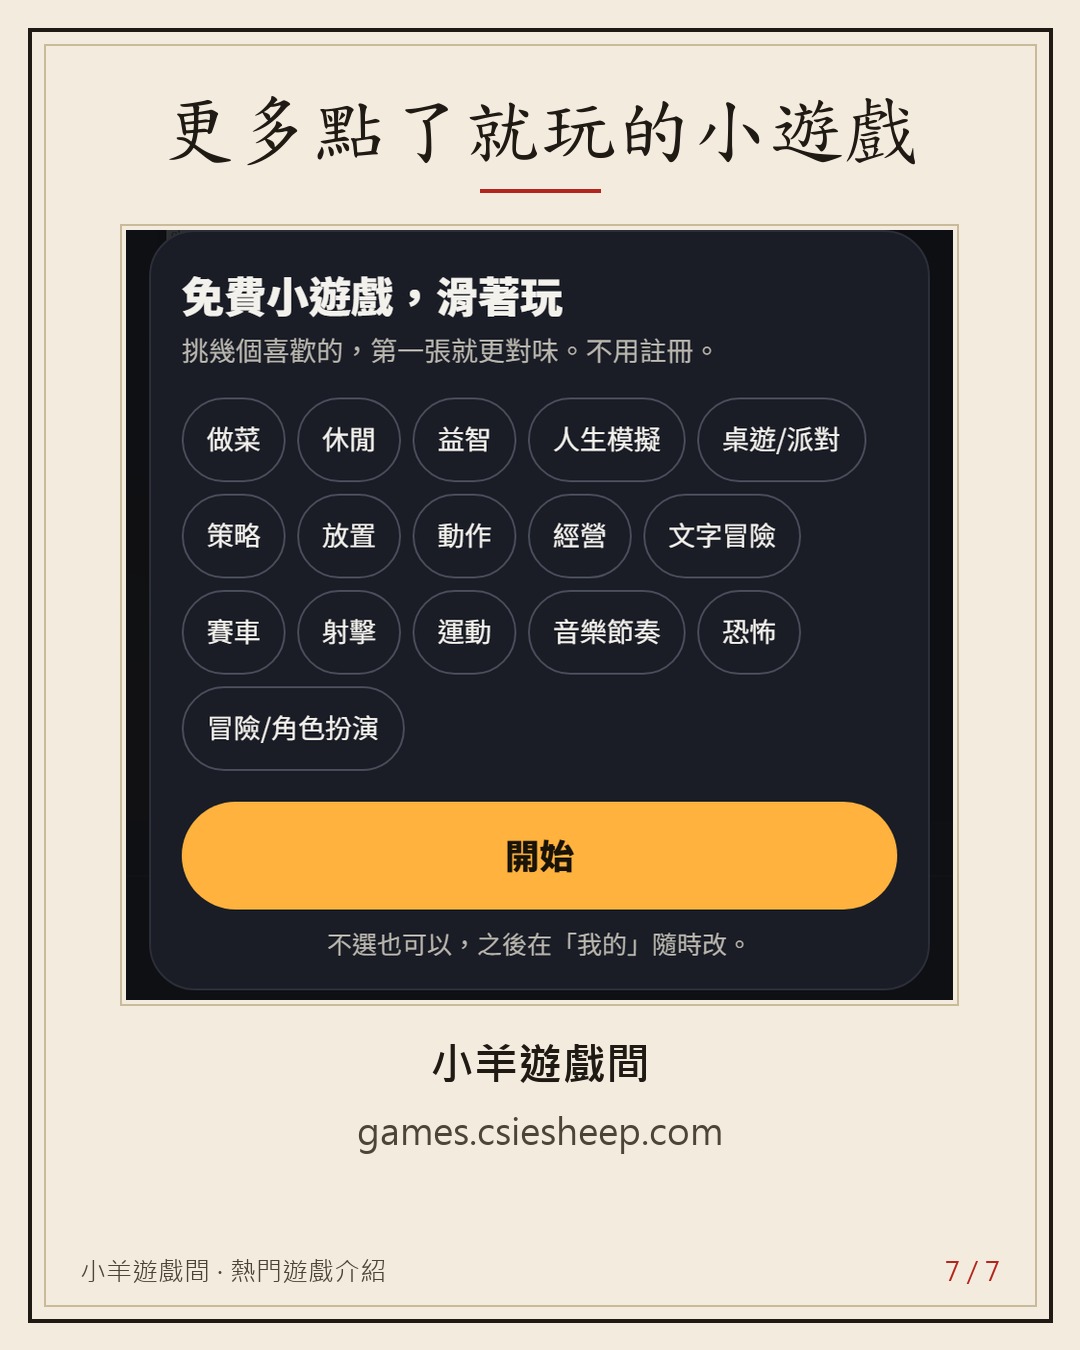 更多點了就玩的小遊戲
免費小遊戲，滑著玩
挑幾個喜歡的，第一張就更對味。不用註冊。
做菜 休閒 益智 人生模擬 桌遊/派對
策略 放置 動作 經營 文字冒險
賽車 射擊 運動 音樂節奏 恐怖
冒險/角色扮演
開始
不選也可以，之後在「我的」隨時改。
小羊遊戲間
games.csiesheep.com
小羊遊戲間 · 熱門遊戲介紹
7 / 7